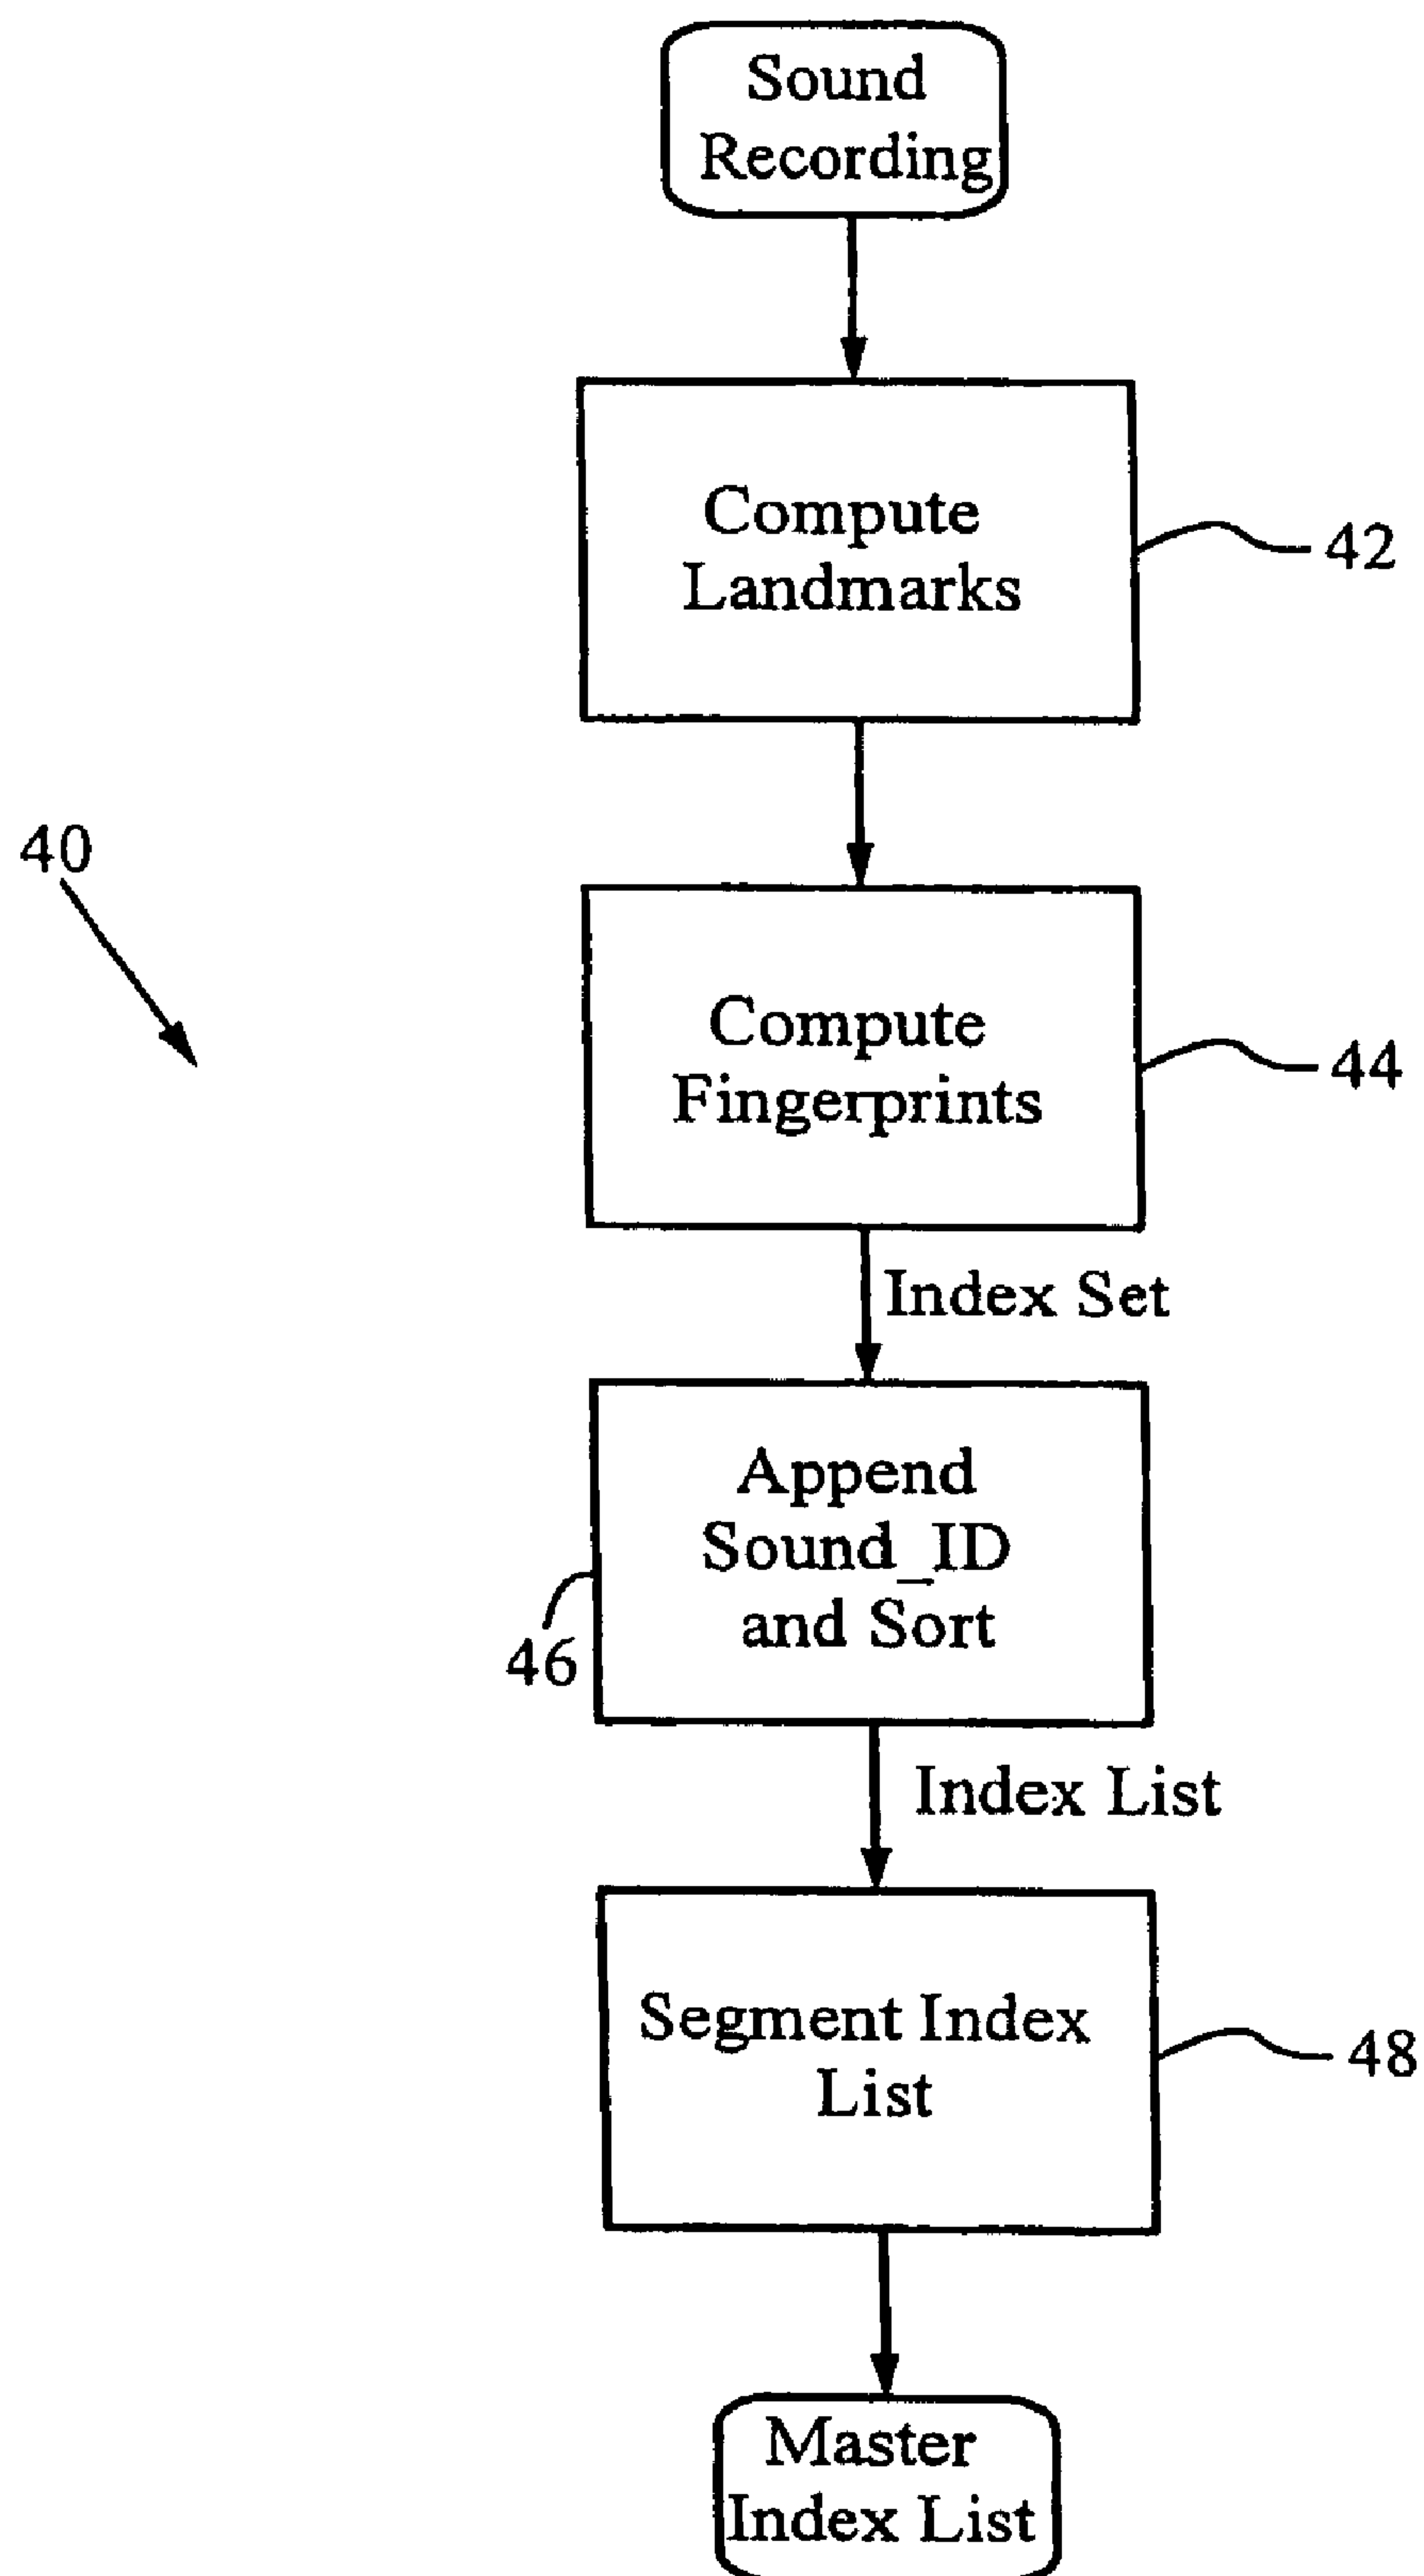 Sound
Recording
Compute
Landmarks
42
40
Compute
Fingerprints
44
Index Set
Append
Sound_ID
and Sort
46
Index List
Segment Index
List
48
Master
Index List